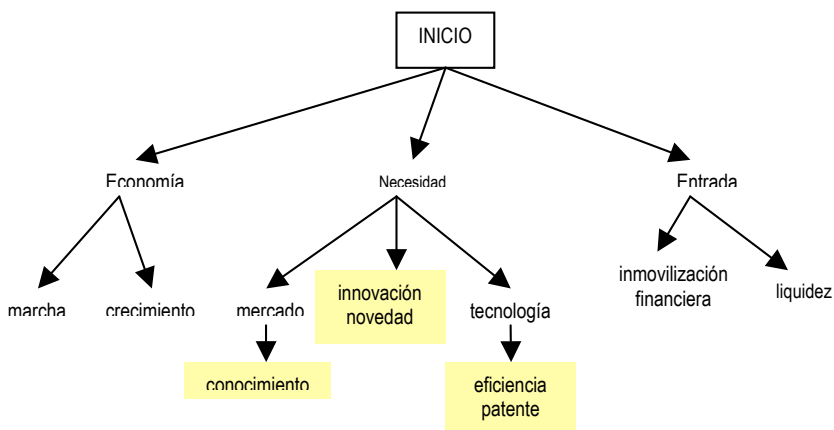 INICIO
Economía
Necesidad
Entrada
marcha
crecimiento
mercado
innovación
novedad
tecnología
inmovilización
financiera
liquidez
conocimiento
eficiencia
patente